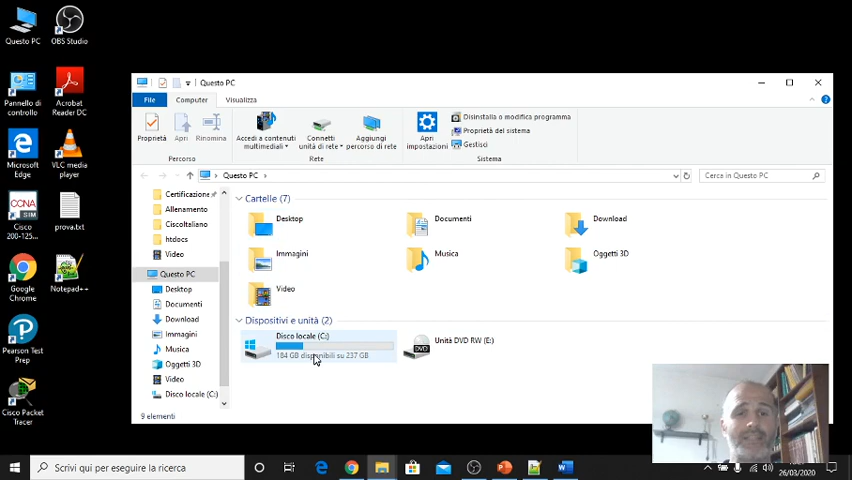 Questo PC
OBS Studio
Pannello di
controllo
Acrobat
Reader DC
Microsoft
Edge
VLC media
player
CCNA
SIM
Cisco
200-125...
prova.txt
Google
Chrome
Notepad++
Pearson Test
Prep
Cisco Packet
Tracer
Questo PC
File
Computer
Visualizza
Proprietà
Apri
Rinomina
Accedi a contenuti
multimediali
Connetti
unità di rete
Aggiungi
percorso di rete
Apri
impostazioni
Disinstalla o modifica programma
Proprietà del sistema
Gestisci
Percorso
Rete
Sistema
Questo PC
Cerca in Questo PC
Certificazione
Allenamento
CiscoItaliano
htdocs
Video
Questo PC
Desktop
Documenti
Download
Immagini
Musica
Oggetti 3D
Video
Disco locale (C:)
Cartelle (7)
Desktop
Documenti
Download
Immagini
Musica
Oggetti 3D
Video
Dispositivi e unità (2)
Disco locale (C:)
184 GB disponibili su 237 GB
DVD
Unità DVD RW (E:)
9 elementi
Scrivi qui per eseguire la ricerca
26/03/2020